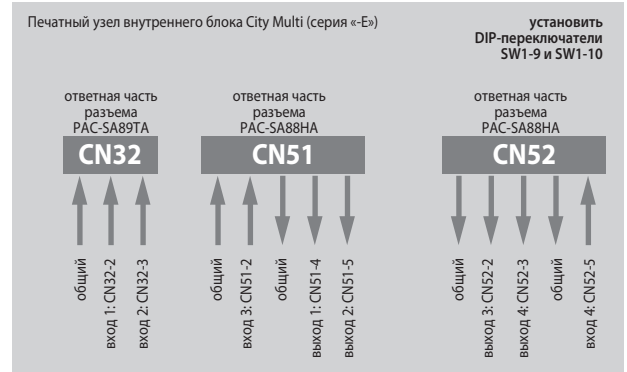 Печатный узел внутреннего блока City Multi (серия «-E»)
установить
DIP-переключатели
SW1-9 и SW1-10
ответная часть
разъема
PAC-SA89TA
CN32
общий
вход 1: CN32-2
вход 2: CN32-3
ответная часть
разъема
PAC-SA88HA
CN51
общий
вход 3: CN51-2
общий
выход 1: CN51-4
выход 2: CN51-5
ответная часть
разъема
PAC-SA88HA
CN52
общий
выход 3: CN52-2
выход 4: CN52-3
общий
вход 4: CN52-5